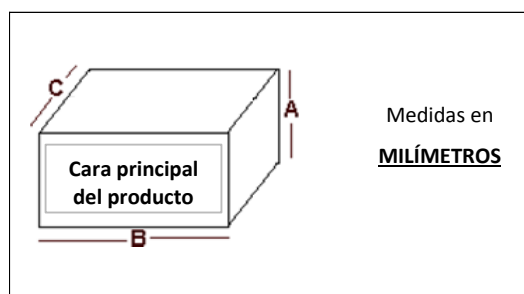 C
A
Medidas en
MILÍMETROS
Cara principal
del producto
B